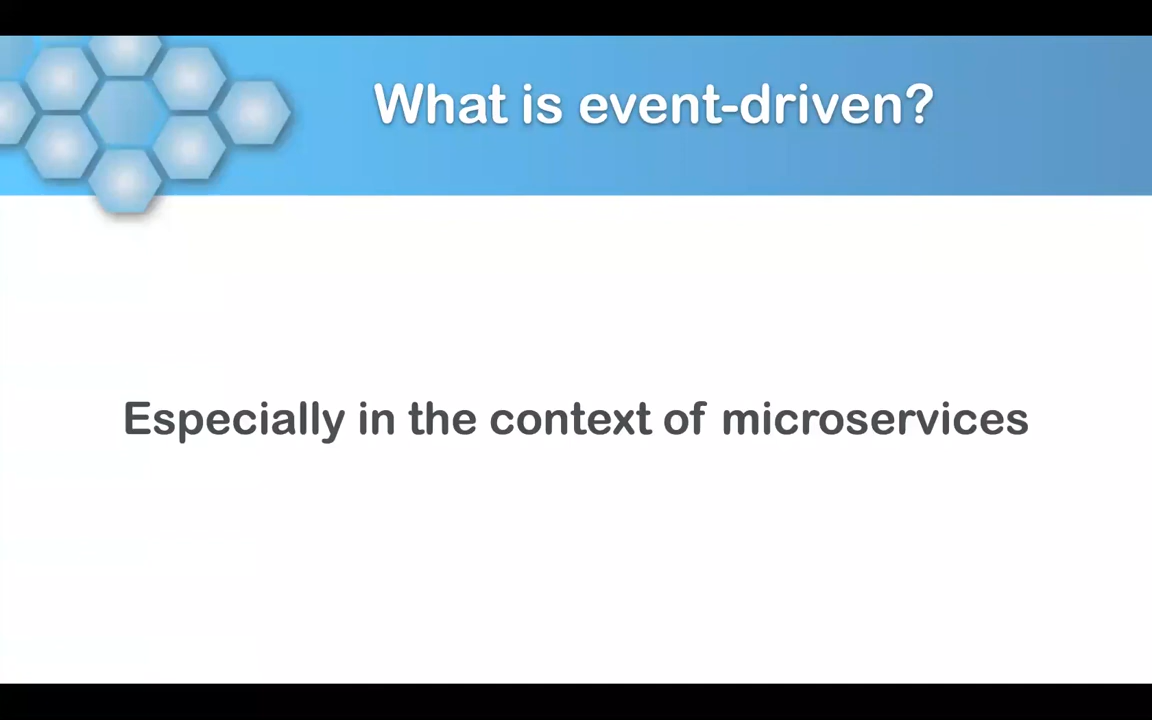 What is event-driven?
Especially in the context of microservices